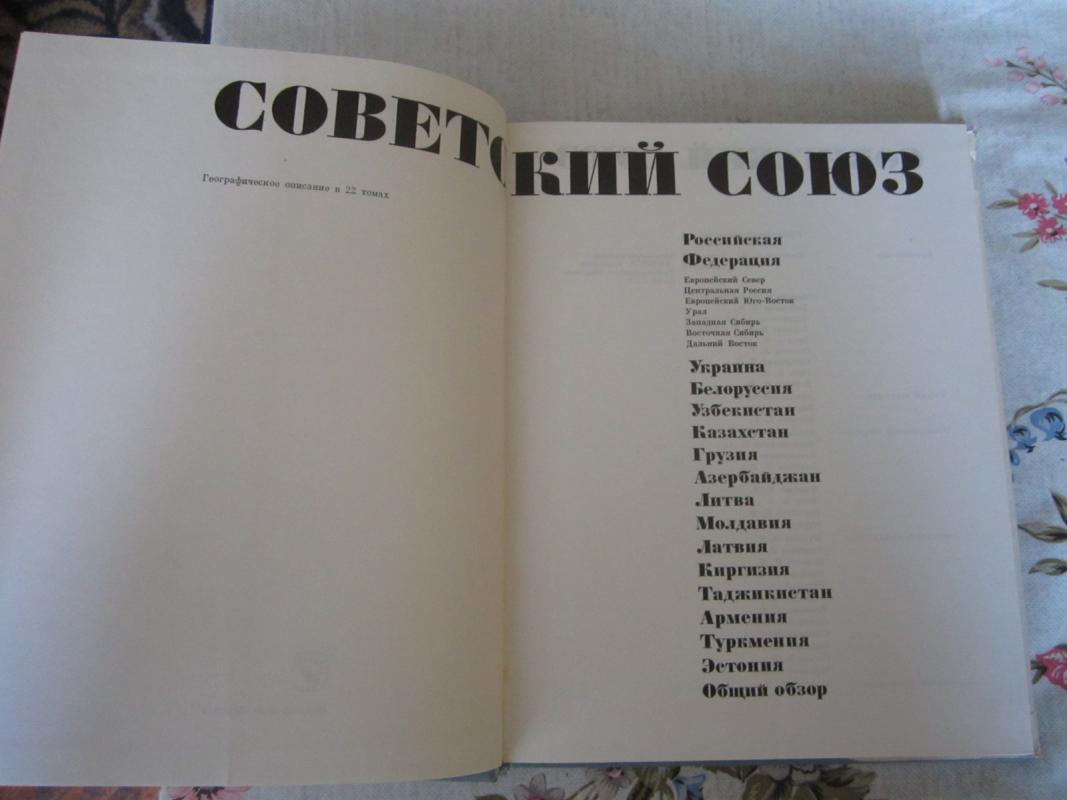 СОВЕТСКИЙ СОЮЗ
Географическое описание в 22 томах
Российская
Федерация
Европейский Север
Центральная Россия
Европейский Юго-Восток
Урал
Западная Сибирь
Восточная Сибирь
Дальний Восток
Украина
Белоруссия
Узбекистан
Казахстан
Грузия
Азербайджан
Литва
Молдавия
Латвия
Киргизия
Таджикистан
Армения
Туркмения
Эстония
Общий обзор